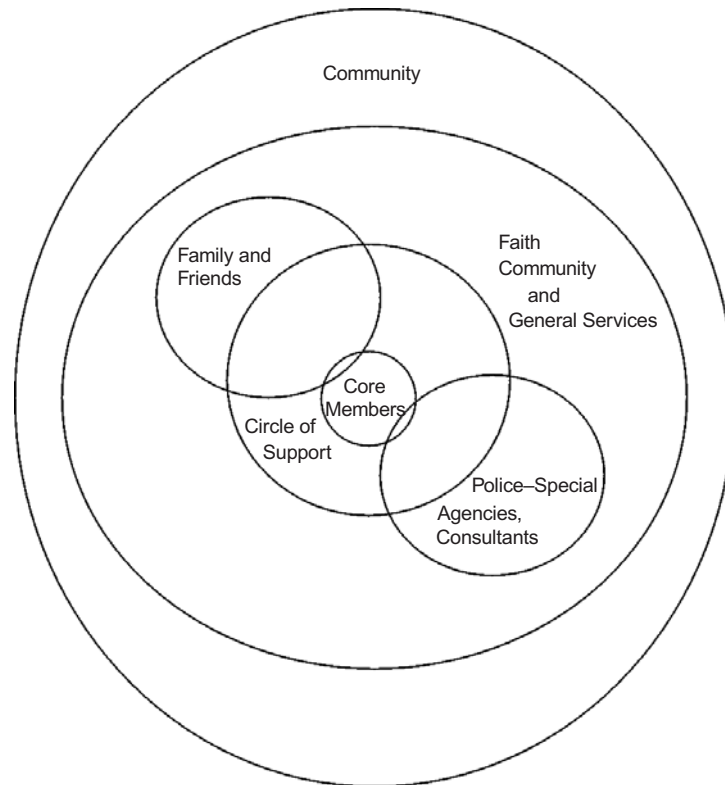 Community
Family and
Friends
Faith
Community
and
General Services
Core
Members
Circle of
Support
Police–Special
Agencies,
Consultants